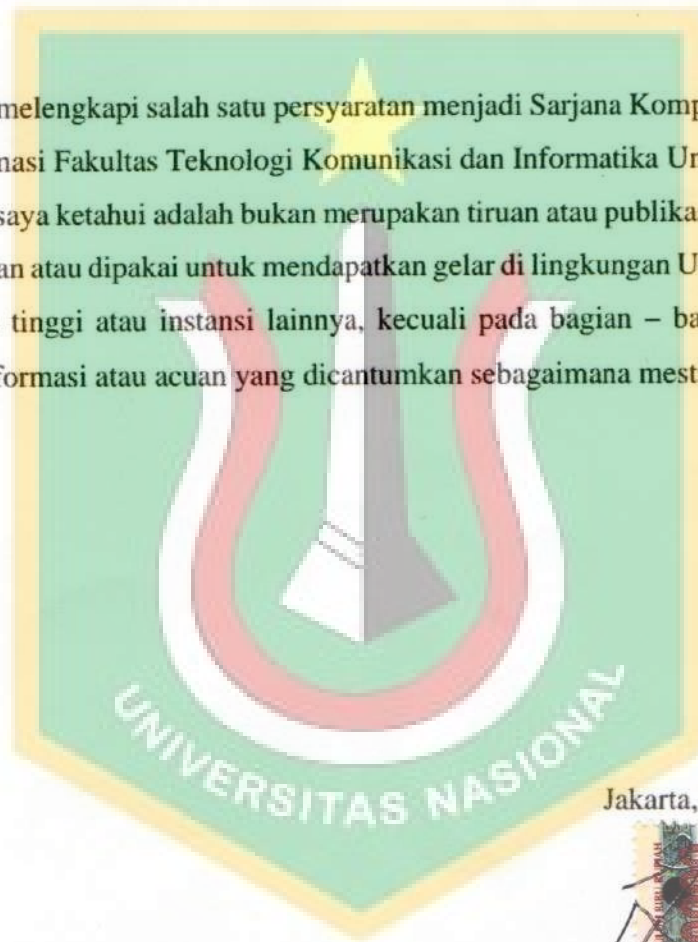 melengkapi salah satu persyaratan menjadi Sarjana Komp
masi Fakultas Teknologi Komunikasi dan Informatika Un
saya ketahui adalah bukan merupakan tiruan atau publika
an atau dipakai untuk mendapatkan gelar di lingkungan U
tinggi atau instansi lainnya, kecuali pada bagian – ba
formasi atau acuan yang dicantumkan sebagaimana mest
UNIVERSITAS NASIONAL
Jakarta,